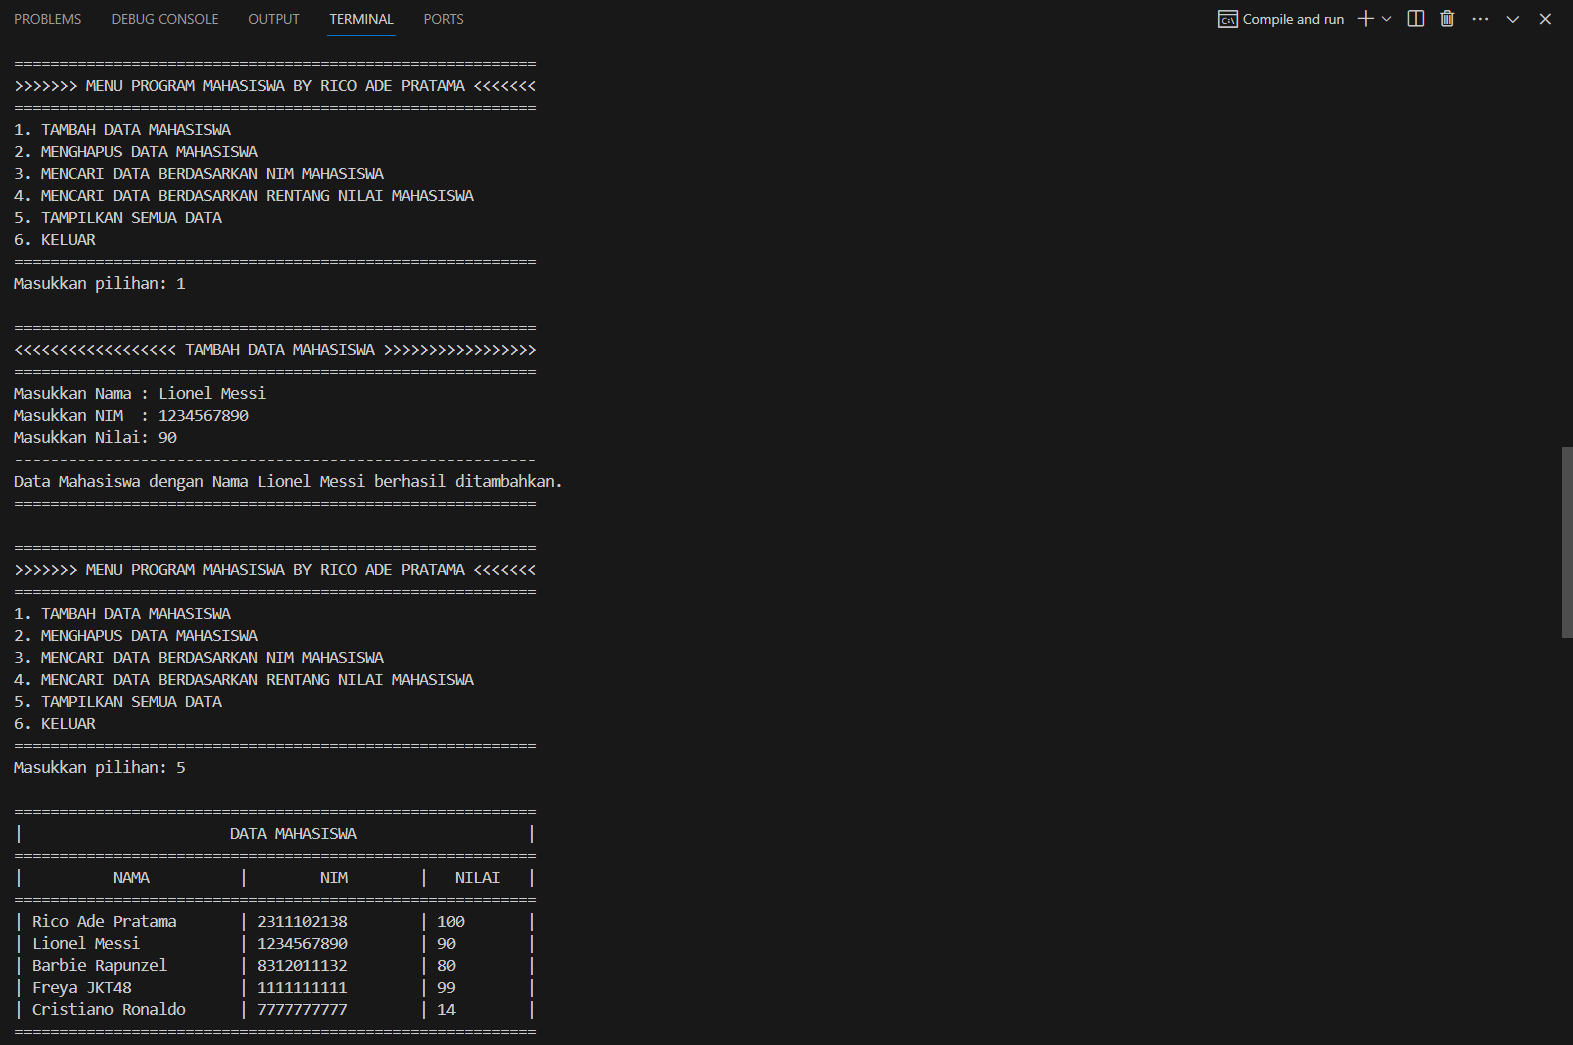 PROBLEMS DEBUG CONSOLE OUTPUT TERMINAL PORTS Compile and run
==========================================================
>>>>>>> MENU PROGRAM MAHASISWA BY RICO ADE PRATAMA <<<<<<<
==========================================================
1. TAMBAH DATA MAHASISWA
2. MENGHAPUS DATA MAHASISWA
3. MENCARI DATA BERDASARKAN NIM MAHASISWA
4. MENCARI DATA BERDASARKAN RENTANG NILAI MAHASISWA
5. TAMPILKAN SEMUA DATA
6. KELUAR
==========================================================
Masukkan pilihan: 1
==========================================================
<<<<<<<<<<<<<<<<<< TAMBAH DATA MAHASISWA >>>>>>>>>>>>>>>>>
==========================================================
Masukkan Nama : Lionel Messi
Masukkan NIM  : 1234567890
Masukkan Nilai: 90
----------------------------------------------------------
Data Mahasiswa dengan Nama Lionel Messi berhasil ditambahkan.
==========================================================
==========================================================
>>>>>>> MENU PROGRAM MAHASISWA BY RICO ADE PRATAMA <<<<<<<
==========================================================
1. TAMBAH DATA MAHASISWA
2. MENGHAPUS DATA MAHASISWA
3. MENCARI DATA BERDASARKAN NIM MAHASISWA
4. MENCARI DATA BERDASARKAN RENTANG NILAI MAHASISWA
5. TAMPILKAN SEMUA DATA
6. KELUAR
==========================================================
Masukkan pilihan: 5
==========================================================
|                       DATA MAHASISWA                   |
==========================================================
|          NAMA          |        NIM        |   NILAI   |
==========================================================
| Rico Ade Pratama       | 2311102138        | 100       |
| Lionel Messi           | 1234567890        | 90        |
| Barbie Rapunzel        | 8312011132        | 80        |
| Freya JKT48            | 1111111111        | 99        |
| Cristiano Ronaldo      | 7777777777        | 14        |
==========================================================